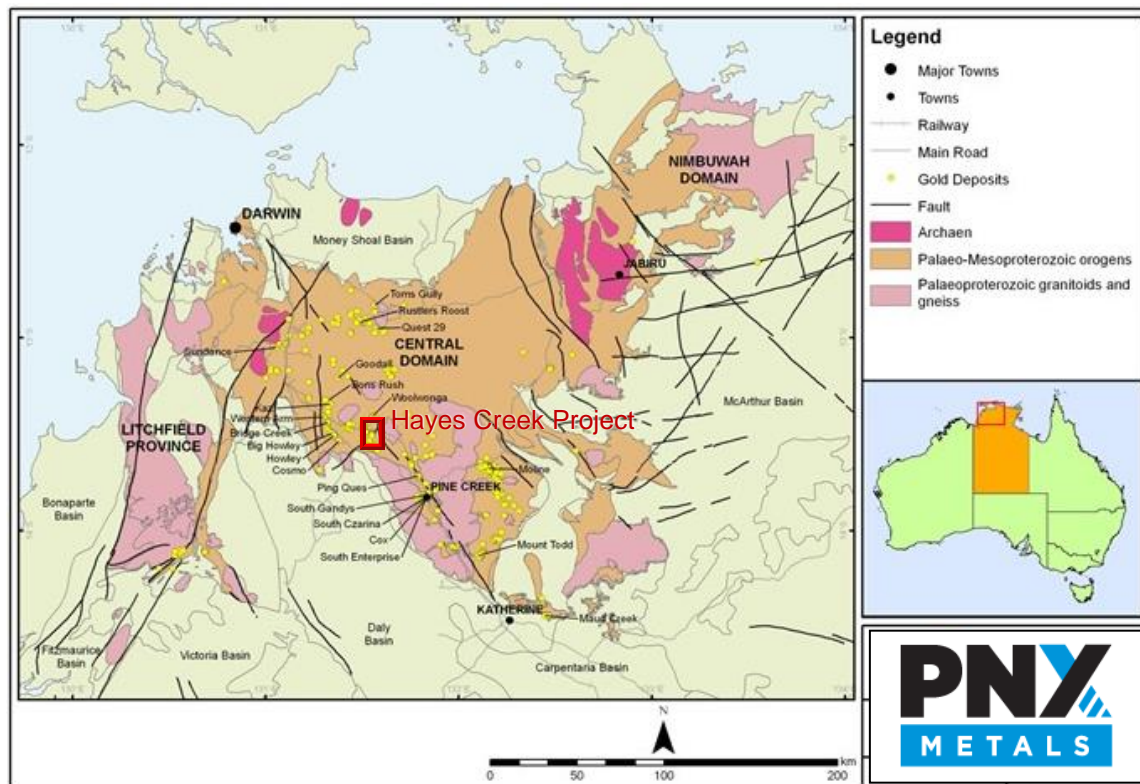 DARWIN
Money Shoal Basin
NIMBUWAH
DOMAIN
JABIRU
Toms Gully
Rustlers Roost
Quest 29
CENTRAL
DOMAIN
Sundance
Goodall
Bons Rush
Woolwonga
McArthur Basin
Hayes Creek Project
Western Arm
Bridge Creek
Big Howley
Howley
Cosmo
LITCHFIELD
PROVINCE
Moline
Ping Ques
PINE CREEK
Bonaparte
Basin
South Gandys
South Czarina
Cox
South Enterprise
Mount Todd
KATHERINE
Maud Creek
Daly
Basin
Fitzmaurice
Basin
Victoria Basin
Carpentaria Basin
N
km
0 50 100 200
Legend
Major Towns
Towns
Railway
Main Road
Gold Deposits
Fault
Archaen
Palaeo-Mesoproterozoic orogens
Palaeoproterozoic granitoids and
gneiss
PNX
METALS